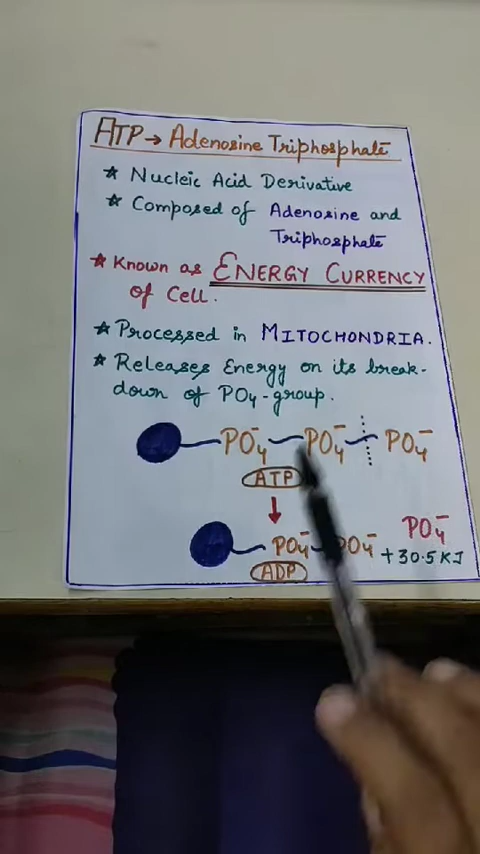 ATP → Adenosine Triphosphate
★ Nucleic Acid Derivative
★ Composed of Adenosine and
Triphosphate
★ Known as ENERGY CURRENCY
of Cell.
★ Processed in MITOCHONDRIA.
★ Releases Energy on its break-
down of PO₄-group.
PO₄⁻ ~ PO₄⁻ ~ PO₄⁻
ATP
↓
PO₄⁻ ~ PO₄⁻ PO₄⁻
+30.5 KJ
ADP